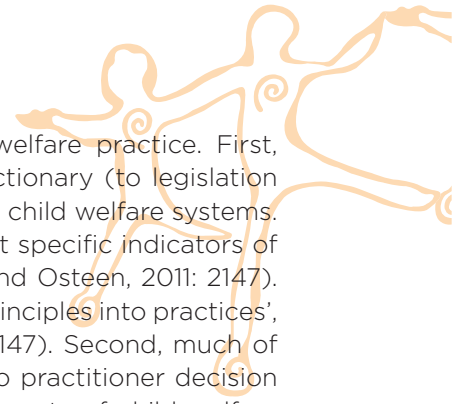 welfare practice. First,
ctionary (to legislation
child welfare systems.
t specific indicators of
nd Osteen, 2011: 2147).
inciples into practices’,
147). Second, much of
o practitioner decision